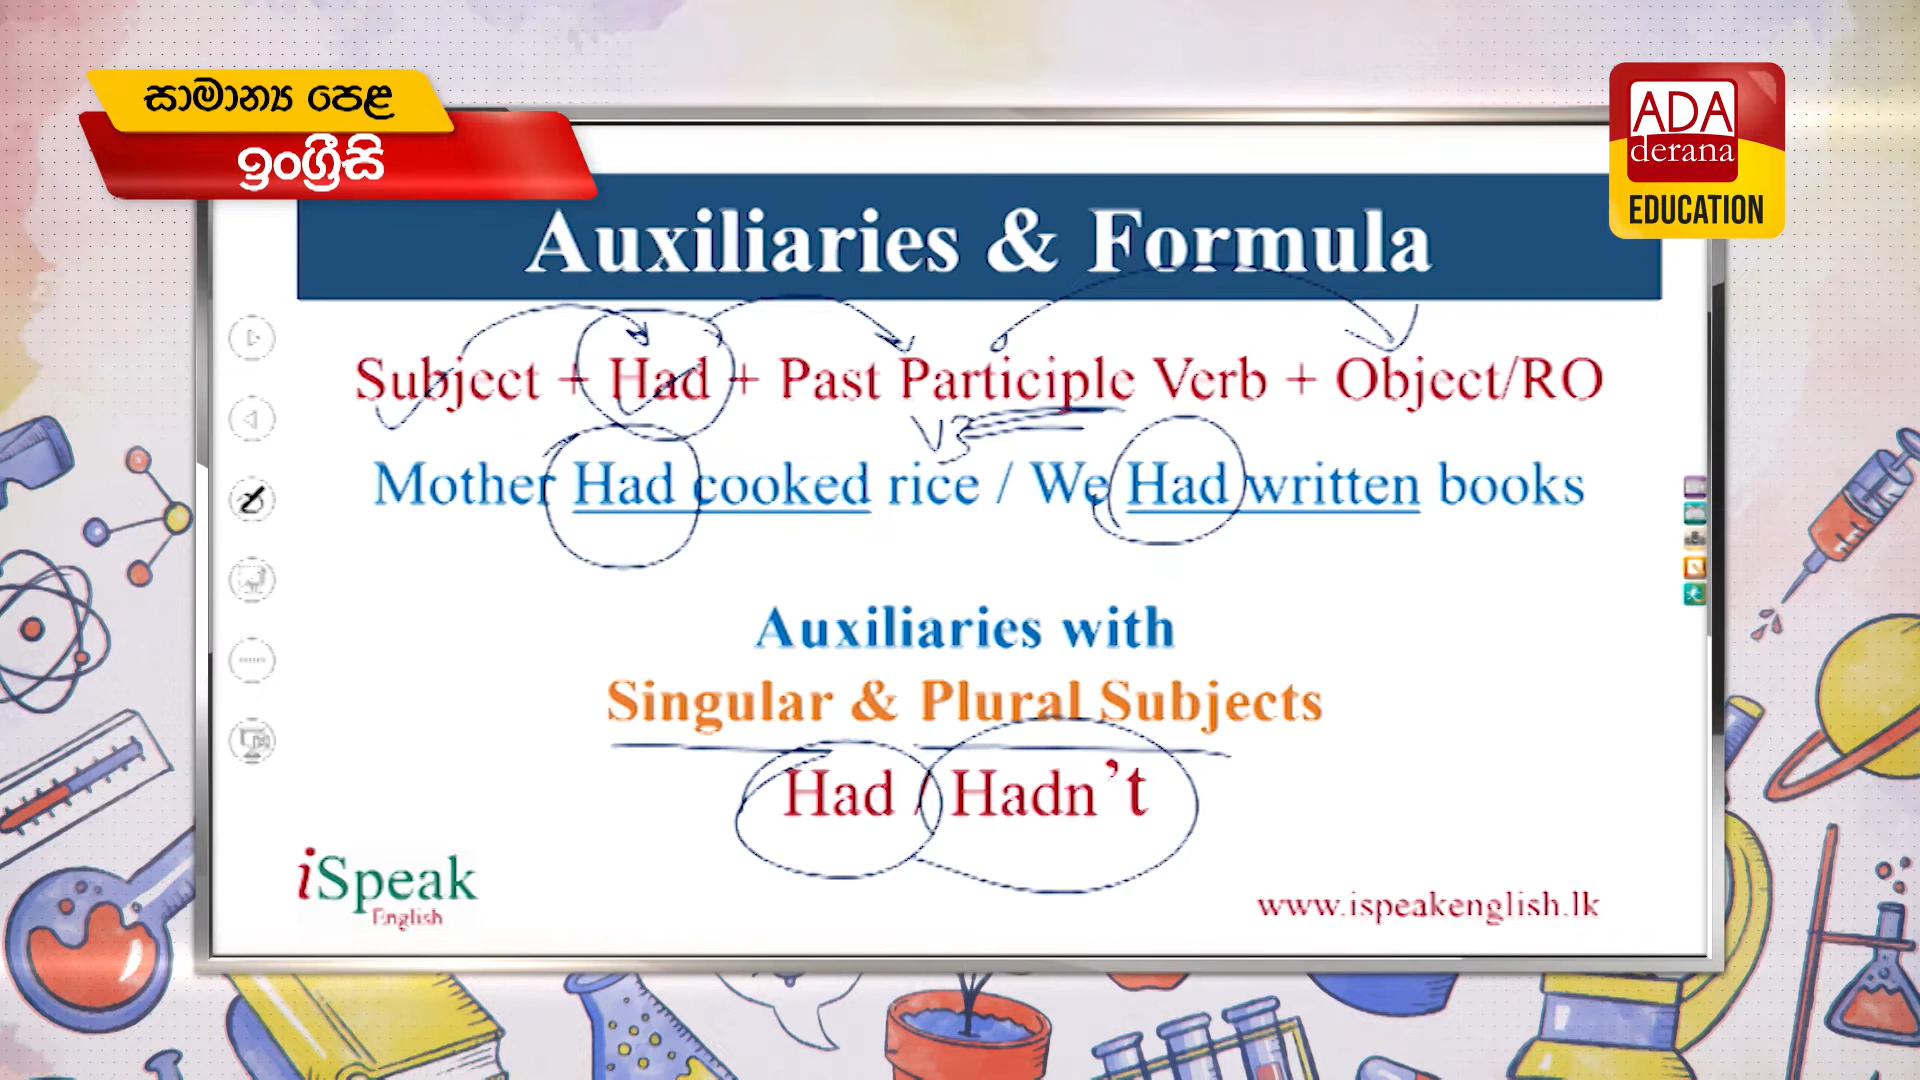 සාමාන්‍ය පෙළ
ඉංග්‍රීසි
ADA
derana
EDUCATION
Auxiliaries & Formula
Subject + Had + Past Participle Verb + Object/RO
V3
Mother Had cooked rice / We Had written books
Auxiliaries with
Singular & Plural Subjects
Had / Hadn't
iSpeak
English
www.ispeakenglish.lk